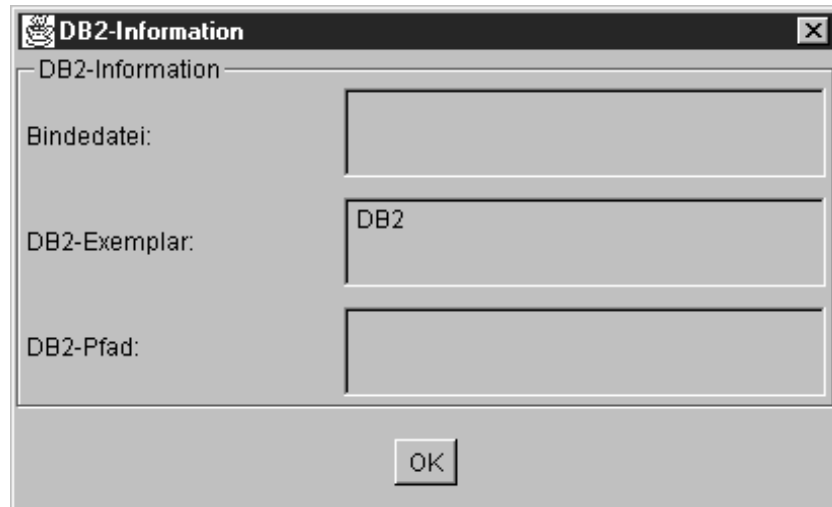 DB2-Information
DB2-Information
Bindedatei:
DB2-Exemplar:
DB2
DB2-Pfad:
OK